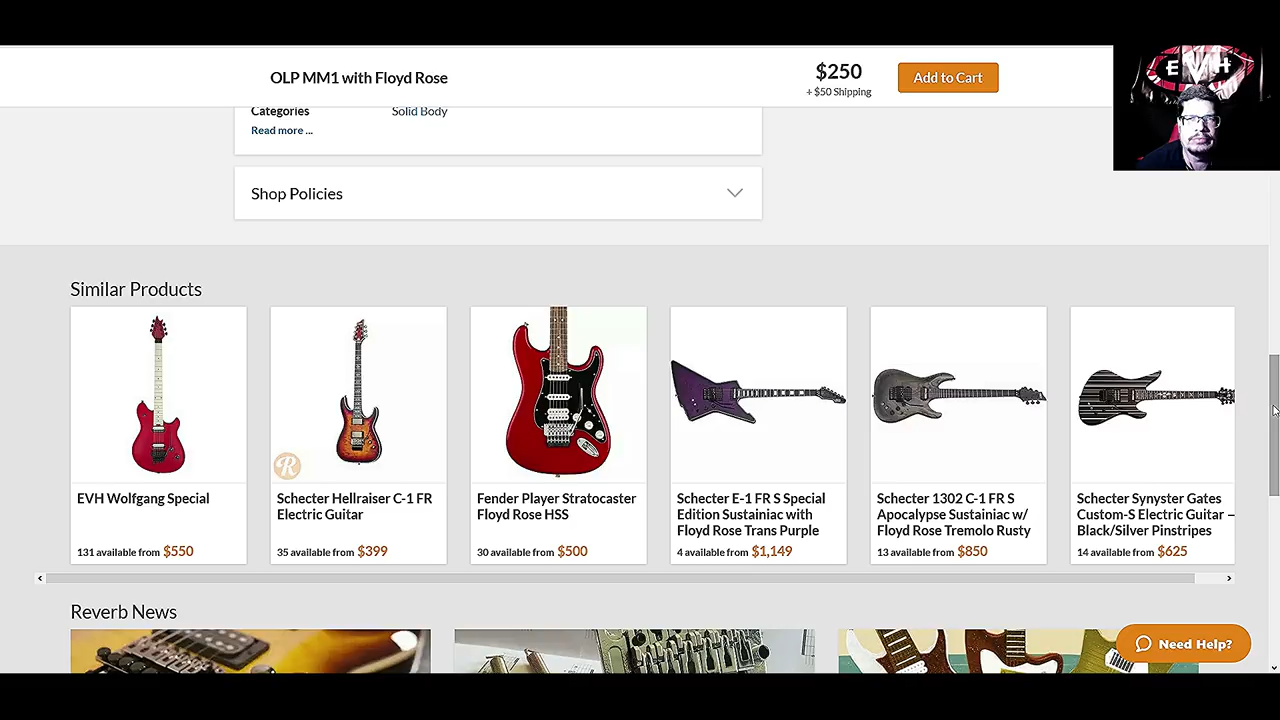 OLP MM1 with Floyd Rose
$250
+ $50 Shipping
Add to Cart
EVH
Categories
Solid Body
Read more ...
Shop Policies
Similar Products
R
EVH Wolfgang Special
131 available from $550
Schecter Hellraiser C-1 FR
Electric Guitar
35 available from $399
Fender Player Stratocaster
Floyd Rose HSS
30 available from $500
Schecter E-1 FR S Special
Edition Sustainiac with
Floyd Rose Trans Purple
4 available from $1,149
Schecter 1302 C-1 FR S
Apocalypse Sustainiac w/
Floyd Rose Tremolo Rusty
13 available from $850
Schecter Synyster Gates
Custom-S Electric Guitar –
Black/Silver Pinstripes
14 available from $625
Reverb News
Need Help?